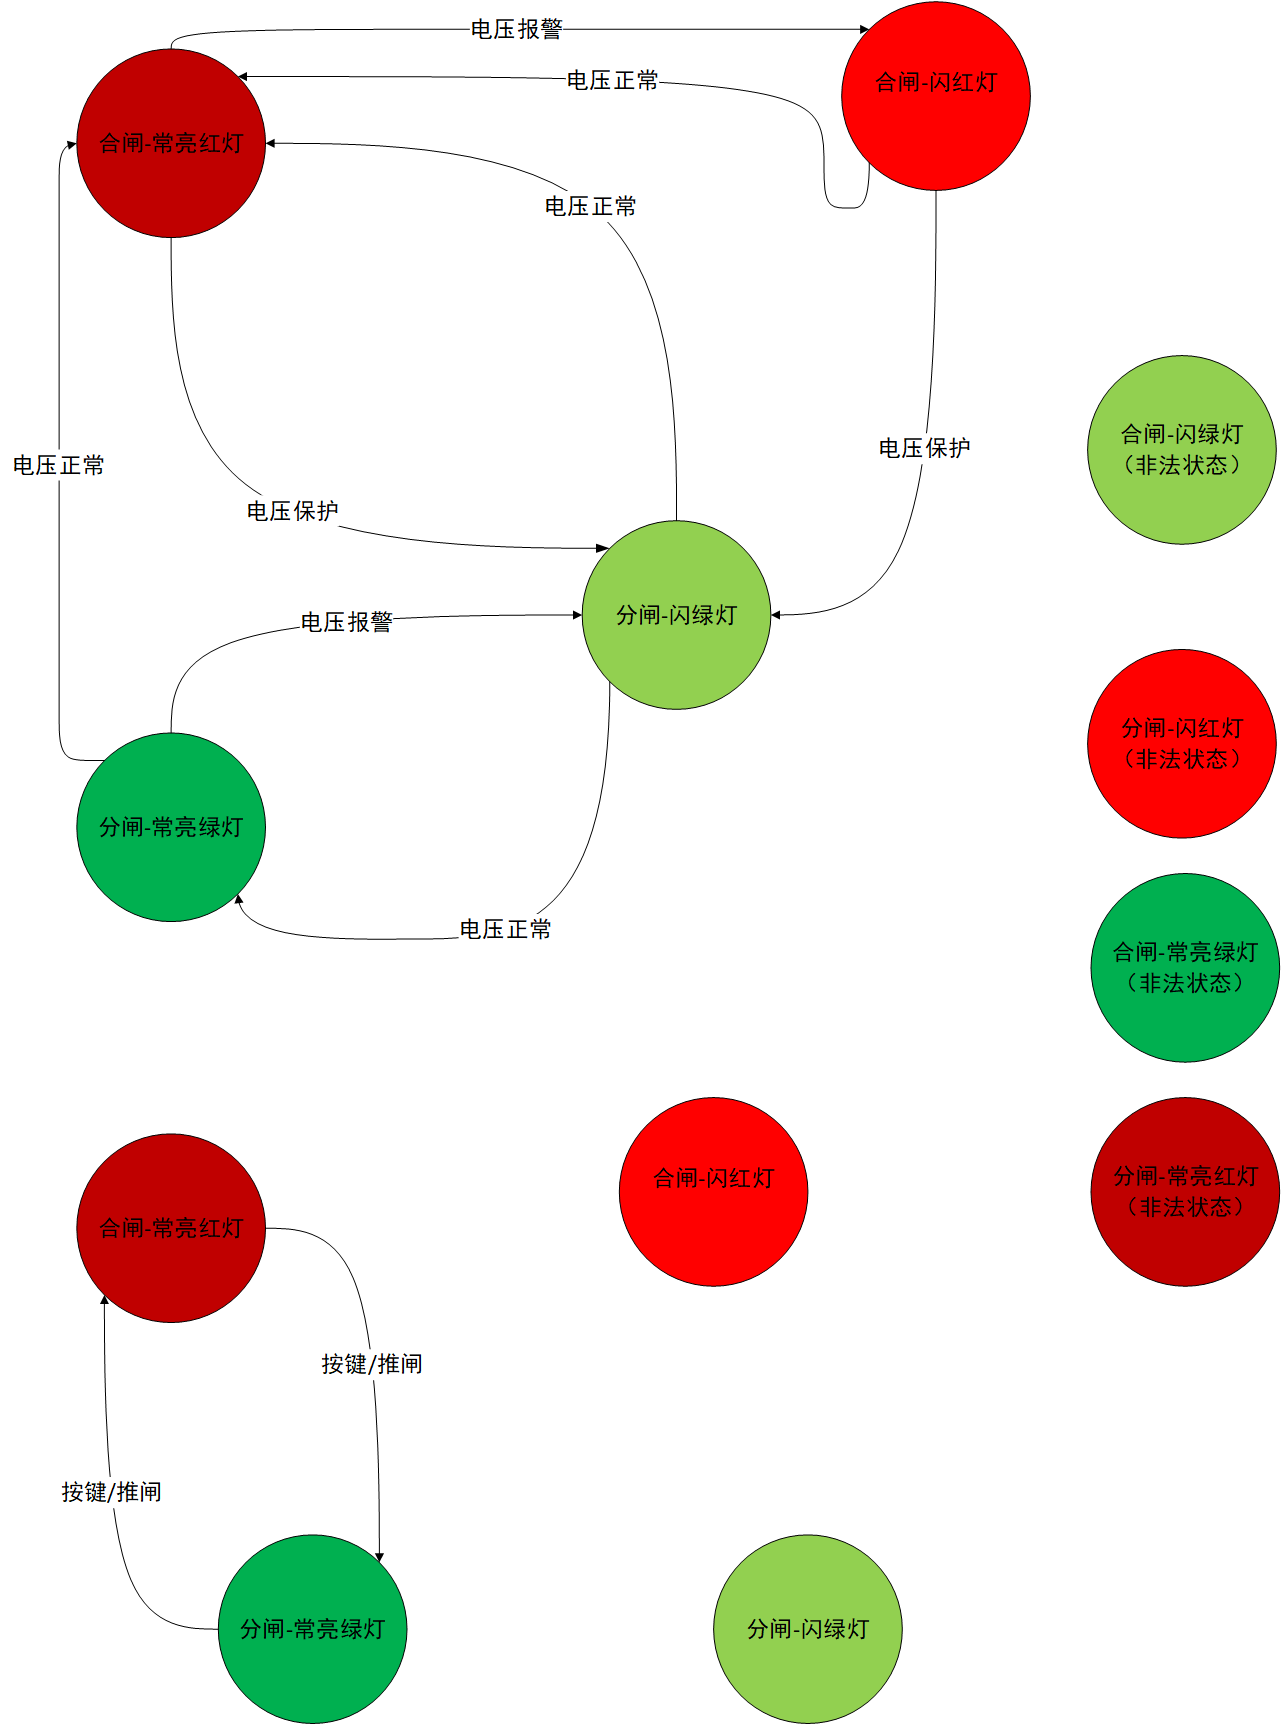 电压报警
合闸-闪红灯
电压正常
合闸-常亮红灯
电压正常
合闸-闪绿灯
（非法状态）
电压保护
电压正常
电压保护
分闸-闪绿灯
电压报警
分闸-闪红灯
（非法状态）
分闸-常亮绿灯
电压正常
合闸-常亮绿灯
（非法状态）
合闸-闪红灯
分闸-常亮红灯
（非法状态）
合闸-常亮红灯
按键/推闸
按键/推闸
分闸-常亮绿灯
分闸-闪绿灯